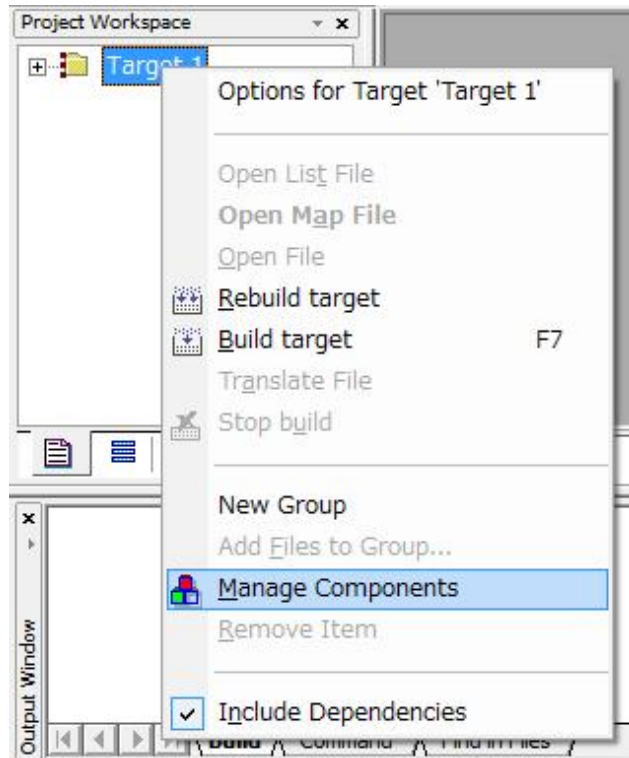 Project Workspace
Target 1
Options for Target 'Target 1'
Open List File
Open Map File
Open File
Rebuild target
Build target F7
Translate File
Stop build
New Group
Add Files to Group...
Manage Components
Remove Item
Include Dependencies
Output Window
Build Command Find in Files